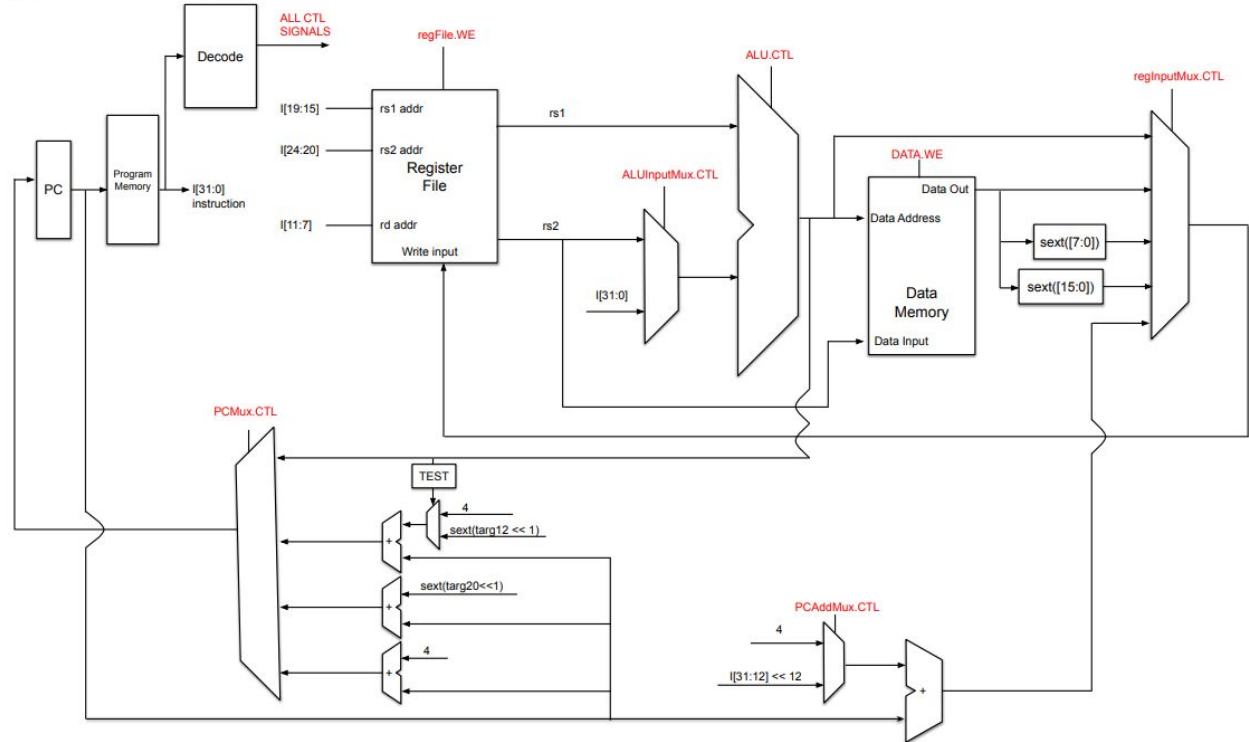 ALL CTL
SIGNALS
Decode
regFile.WE
ALU.CTL
regInputMux.CTL
I[19:15]
rs1 addr
rs1
I[24:20]
rs2 addr
Register
File
PC
Program
Memory
I[31:0]
instruction
ALUInputMux.CTL
DATA.WE
Data Out
I[11:7]
rd addr
rs2
Data Address
Write input
sext([7:0])
I[31:0]
sext([15:0])
Data
Memory
Data Input
PCMux.CTL
TEST
4
sext(targ12 << 1)
+
sext(targ20<<1)
+
PCAddMux.CTL
4
4
+
I[31:12] << 12
+